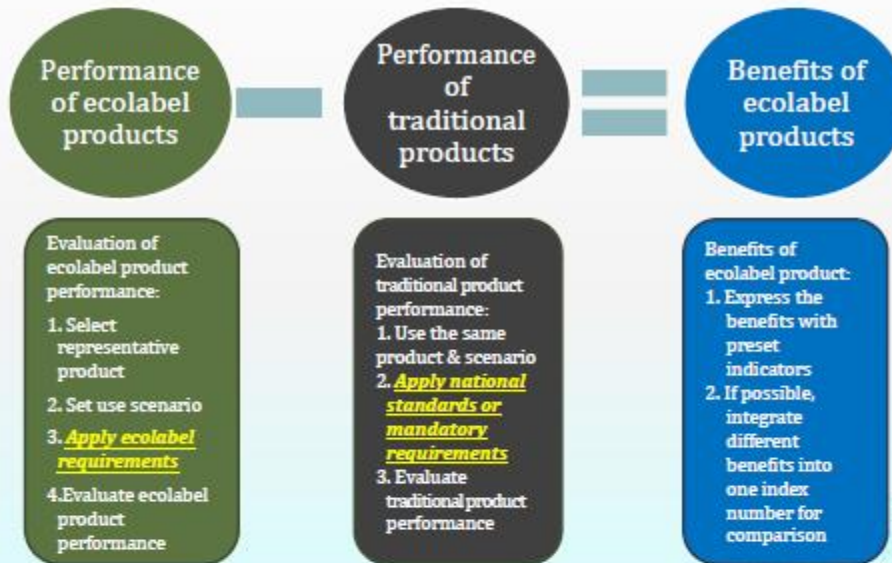 Performance
of ecolabel
products
Performance
of
traditional
products
Benefits of
ecolabel
products
Evaluation of
ecolabel product
performance:
1. Select
representative
product
2. Set use scenario
3. Apply ecolabel
requirements
4.Evaluate ecolabel
product
performance
Evaluation of
traditional product
performance:
1. Use the same
product & scenario
2. Apply national
standards or
mandatory
requirements
3. Evaluate
traditional product
performance
Benefits of
ecolabel product:
1. Express the
benefits with
preset
indicators
2. If possible,
integrate
different
benefits into
one index
number for
comparison